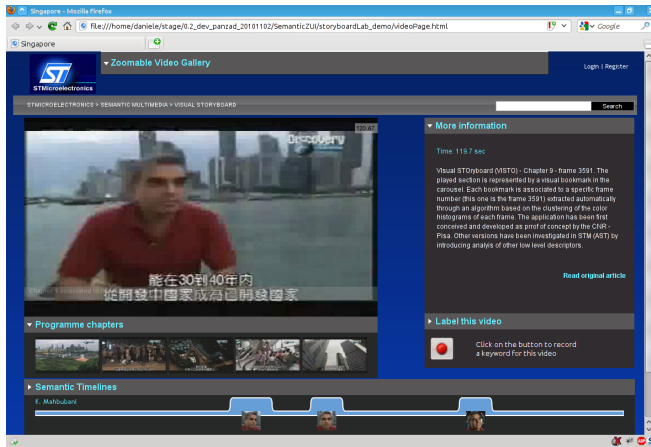 Singapore - Mozilla Firefox
file:///home/daniele/stage/0.2_dev_panzad_20101102/SemanticZUI/storyboardLab_demo/videoPage.html
Google
Singapore
ST
STMicroelectronics
Zoomable Video Gallery
Login | Register
STMICROELECTRONICS > SEMANTIC MULTIMEDIA > VISUAL STORYBOARD
Search
120.67
Discovery
能在30到40年內
從開發中國家成為已開發國家
More information
Time: 119.7 sec
Visual STOryboard (VISTO) - Chapter 9 - frame 3591. The
played section is represented by a visual bookmark in the
carousel. Each bookmark is associated to a specific frame
number (this one is the frame 3591) extracted automatically
through an algorithm based on the clustering of the color
histograms of each frame. The application has been first
conceived and developed as prrof of concept by the CNR -
Pisa. Other versions have been investigated in STM (AST) by
introducing analyis of other low level descriptors.
Read original article
Programme chapters
Label this video
Click on the button to record
a keyword for this video
Semantic Timelines
K. Mahbubani